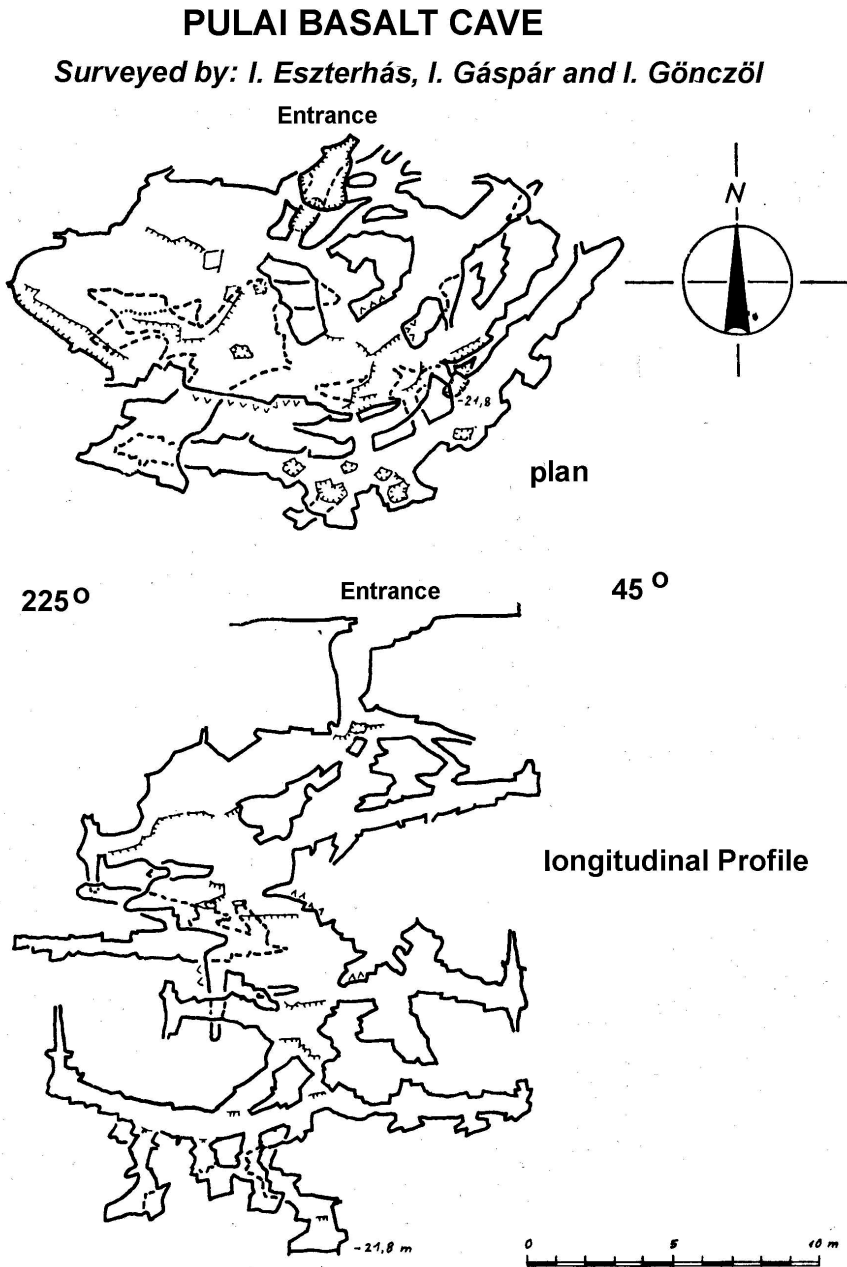 PULAI BASALT CAVE
Surveyed by: I. Eszterhás, I. Gáspár and I. Gönczöl
Entrance
N
-21,8
plan
225°
Entrance
45°
longitudinal Profile
-21,8 m
0 5 10 m